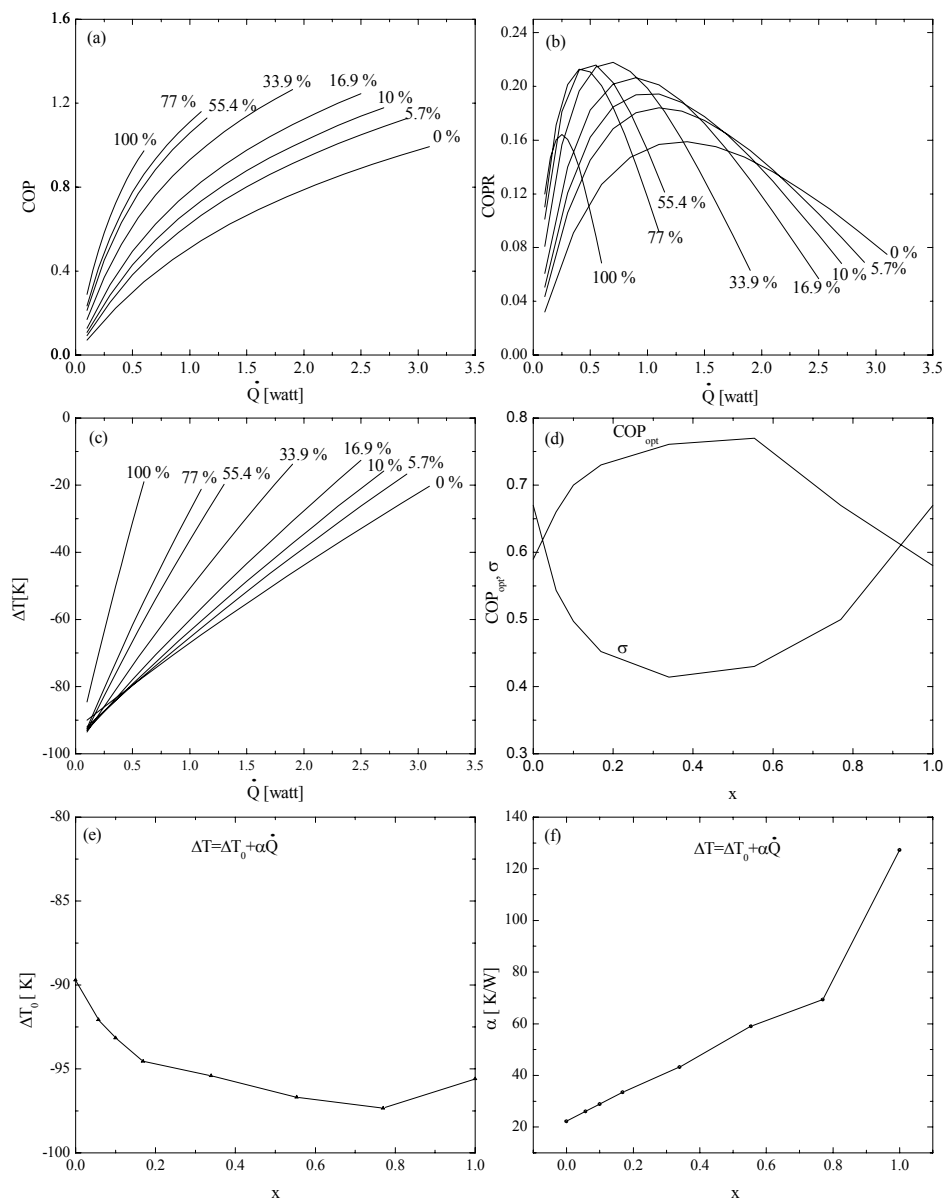 (a)
1.6
1.2
0.8
0.4
0.0
COP
100 %
77 %
55.4 %
33.9 %
16.9 %
10 %
5.7%
0 %
0.0 0.5 1.0 1.5 2.0 2.5 3.0 3.5
Q̇ [watt]
(b)
0.24
0.20
0.16
0.12
0.08
0.04
0.00
COPR
55.4 %
77 %
100 %
33.9 %
16.9 %
10 %
5.7%
0 %
0.0 0.5 1.0 1.5 2.0 2.5 3.0 3.5
Q̇ [watt]
(c)
0
-20
-40
-60
-80
-100
ΔT[K]
100 %
77 %
55.4 %
33.9 %
16.9 %
10 %
5.7%
0 %
0.0 0.5 1.0 1.5 2.0 2.5 3.0 3.5
Q̇ [watt]
(d)
0.8
0.7
0.6
0.5
0.4
0.3
COPopt, σ
COPopt
σ
0.0 0.2 0.4 0.6 0.8 1.0
x
(e)
ΔT=ΔT0+αQ̇
-80
-85
-90
-95
-100
ΔT0 [ K]
0.0 0.2 0.4 0.6 0.8 1.0
x
(f)
ΔT=ΔT0+αQ̇
140
120
100
80
60
40
20
α [ K/W]
0.0 0.2 0.4 0.6 0.8 1.0
x